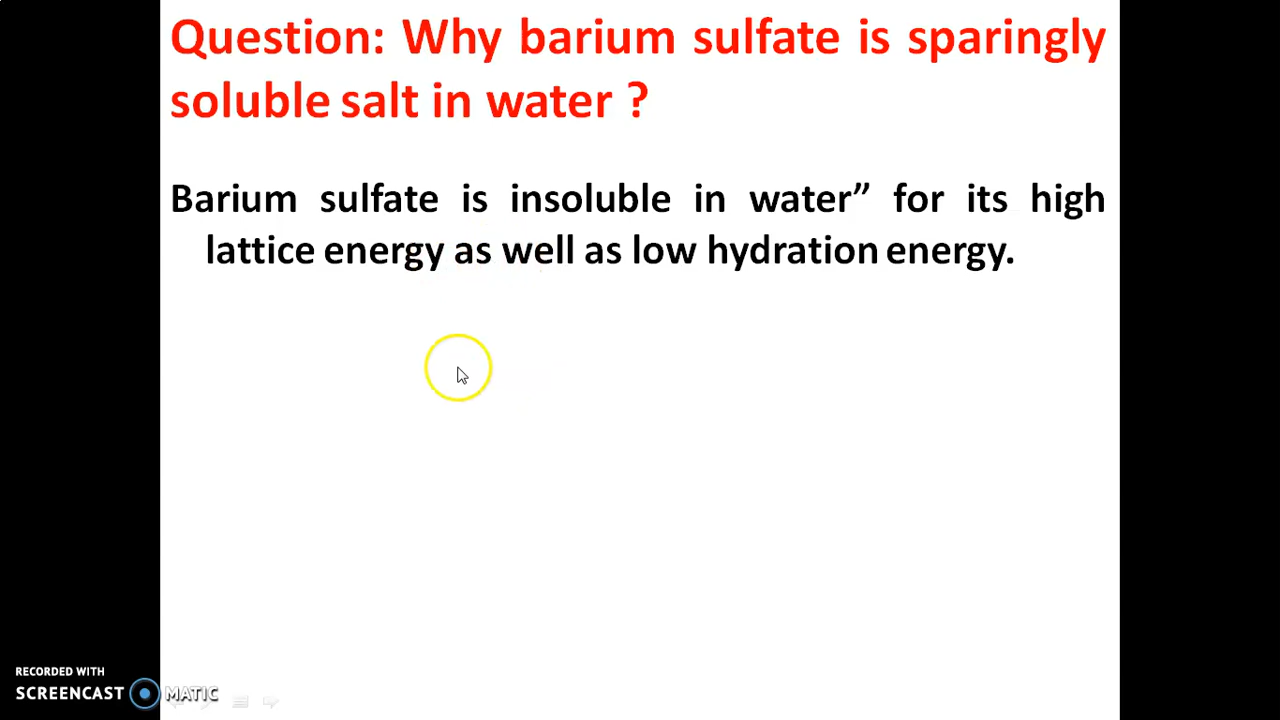 Question: Why barium sulfate is sparingly
soluble salt in water ?
Barium sulfate is insoluble in water” for its high
lattice energy as well as low hydration energy.
RECORDED WITH
SCREENCAST MATIC